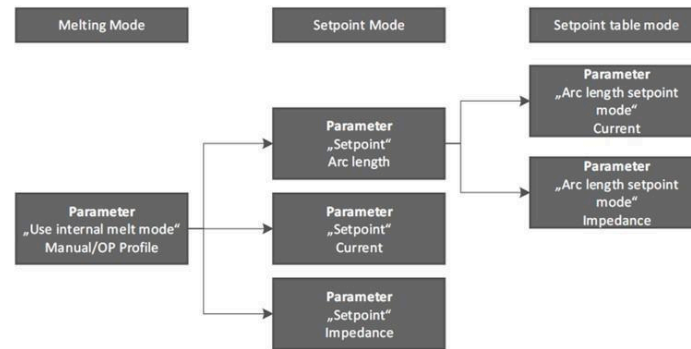 Melting Mode
Setpoint Mode
Setpoint table mode
Parameter
„Use internal melt mode“
Manual/OP Profile
Parameter
„Setpoint“
Arc length
Parameter
„Setpoint“
Current
Parameter
„Setpoint“
Impedance
Parameter
„Arc length setpoint
mode“
Current
Parameter
„Arc length setpoint
mode“
Impedance